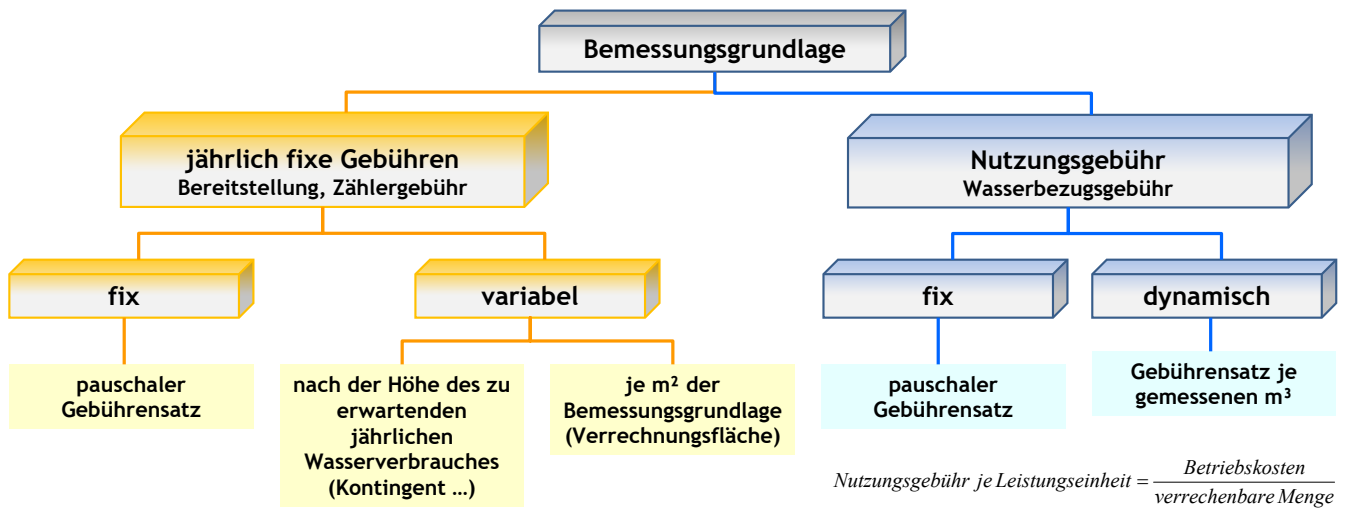 Bemessungsgrundlage
jährlich fixe Gebühren
Bereitstellung, Zählergebühr
Nutzungsgebühr
Wasserbezugsgebühr
fix
variabel
fix
dynamisch
pauschaler
Gebührensatz
nach der Höhe des zu
erwartenden
jährlichen
Wasserverbrauches
(Kontingent …)
je m² der
Bemessungsgrundlage
(Verrechnungsfläche)
pauschaler
Gebührensatz
Gebührensatz je
gemessenen m³
Nutzungsgebühr je Leistungseinheit = Betriebskosten / verrechenbare Menge